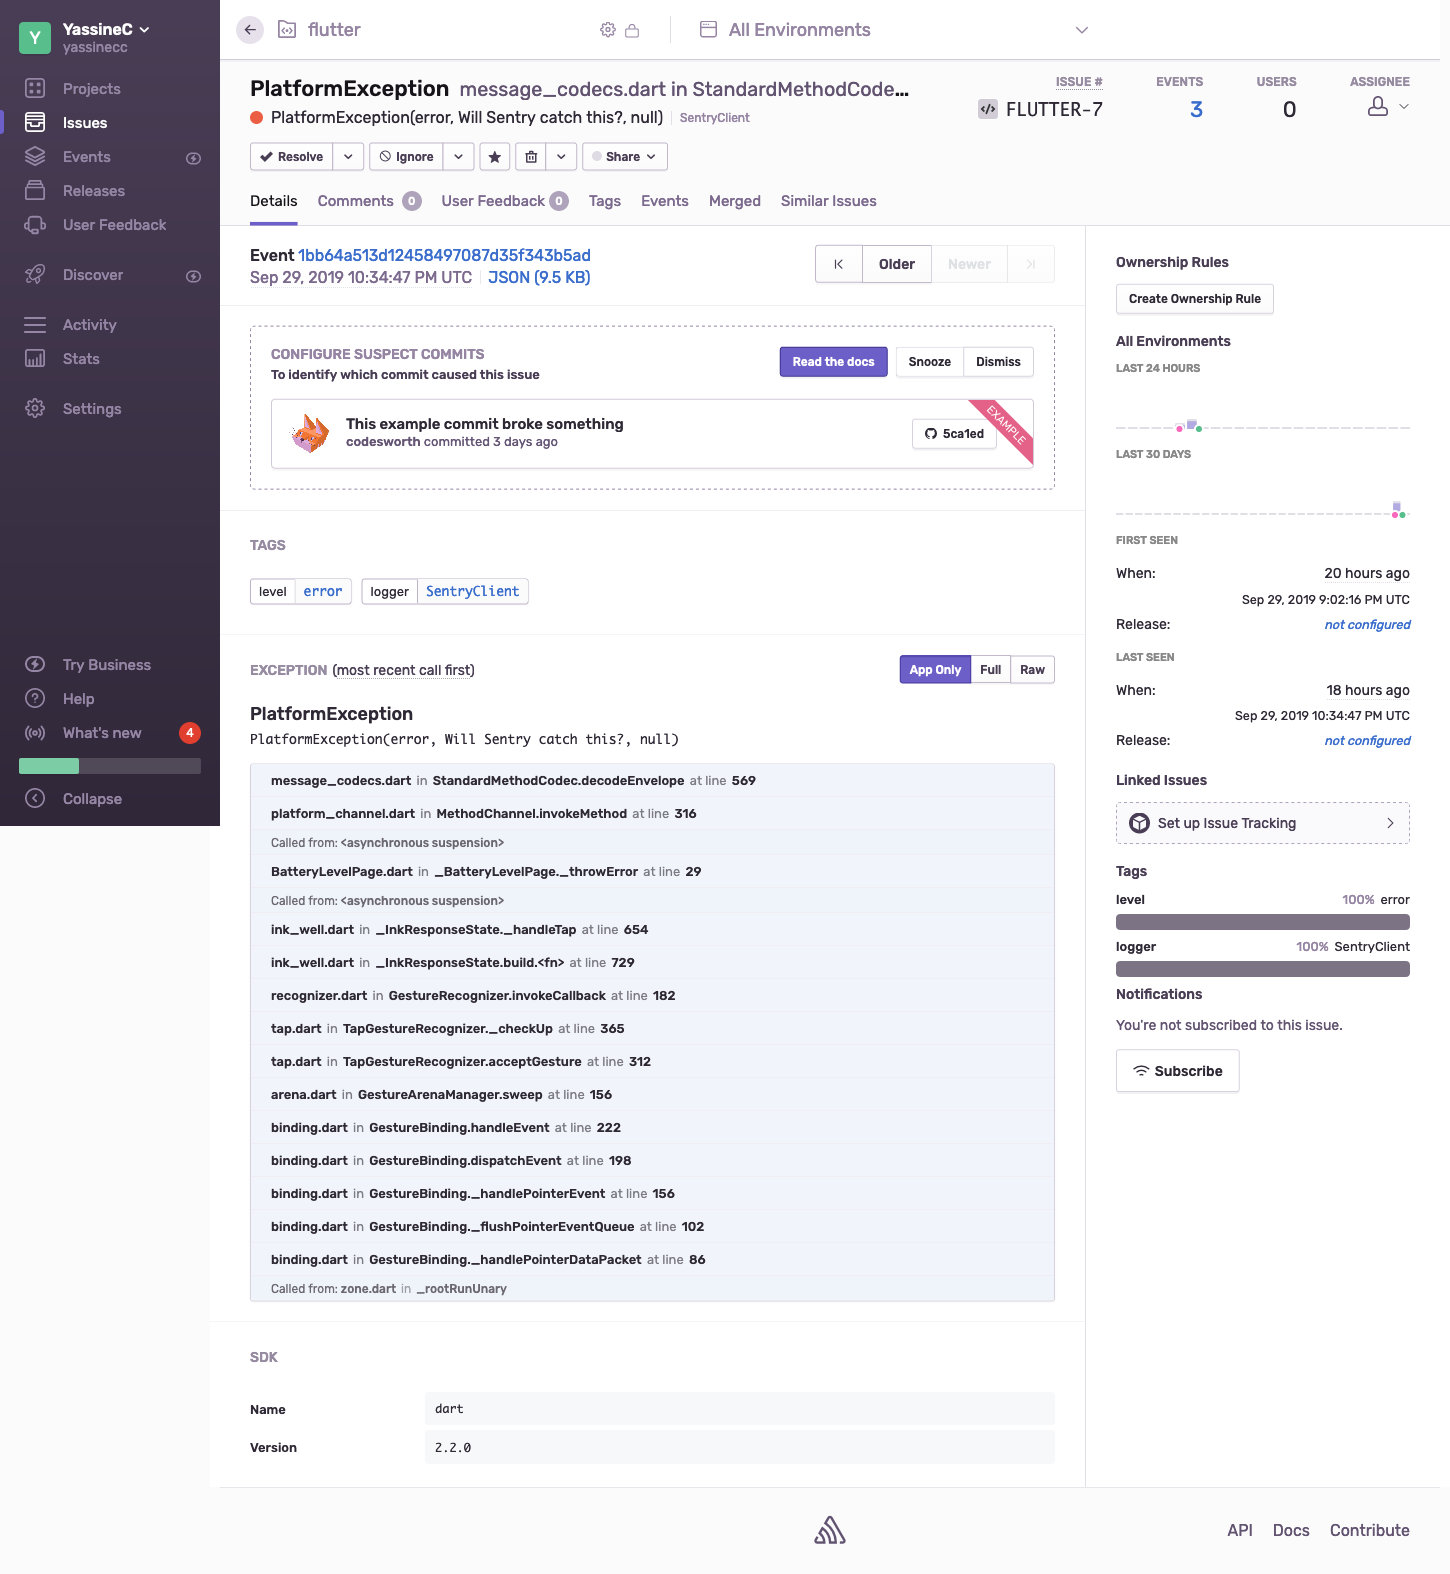 Y
YassineC
yassinecc
Projects
Issues
Events
Releases
User Feedback
Discover
Activity
Stats
Settings
Try Business
Help
What's new 4
Collapse
flutter
All Environments
PlatformException message_codecs.dart in StandardMethodCode...
PlatformException(error, Will Sentry catch this?, null) SentryClient
ISSUE # EVENTS USERS ASSIGNEE
FLUTTER-7 3 0
Resolve Ignore Share
Details Comments 0 User Feedback 0 Tags Events Merged Similar Issues
Event 1bb64a513d12458497087d35f343b5ad
Sep 29, 2019 10:34:47 PM UTC JSON (9.5 KB)
Older Newer
CONFIGURE SUSPECT COMMITS
To identify which commit caused this issue
Read the docs Snooze Dismiss
This example commit broke something
codesworth committed 3 days ago
5ca1ed
EXAMPLE
TAGS
level error logger SentryClient
EXCEPTION (most recent call first)
App Only Full Raw
PlatformException
PlatformException(error, Will Sentry catch this?, null)
message_codecs.dart in StandardMethodCodec.decodeEnvelope at line 569
platform_channel.dart in MethodChannel.invokeMethod at line 316
Called from: <asynchronous suspension>
BatteryLevelPage.dart in _BatteryLevelPage._throwError at line 29
Called from: <asynchronous suspension>
ink_well.dart in _InkResponseState._handleTap at line 654
ink_well.dart in _InkResponseState.build.<fn> at line 729
recognizer.dart in GestureRecognizer.invokeCallback at line 182
tap.dart in TapGestureRecognizer._checkUp at line 365
tap.dart in TapGestureRecognizer.acceptGesture at line 312
arena.dart in GestureArenaManager.sweep at line 156
binding.dart in GestureBinding.handleEvent at line 222
binding.dart in GestureBinding.dispatchEvent at line 198
binding.dart in GestureBinding._handlePointerEvent at line 156
binding.dart in GestureBinding._flushPointerEventQueue at line 102
binding.dart in GestureBinding._handlePointerDataPacket at line 86
Called from: zone.dart in _rootRunUnary
SDK
Name dart
Version 2.2.0
Ownership Rules
Create Ownership Rule
All Environments
LAST 24 HOURS
LAST 30 DAYS
FIRST SEEN
When: 20 hours ago
Sep 29, 2019 9:02:16 PM UTC
Release: not configured
LAST SEEN
When: 18 hours ago
Sep 29, 2019 10:34:47 PM UTC
Release: not configured
Linked Issues
Set up Issue Tracking
Tags
level 100% error
logger 100% SentryClient
Notifications
You're not subscribed to this issue.
Subscribe
API Docs Contribute